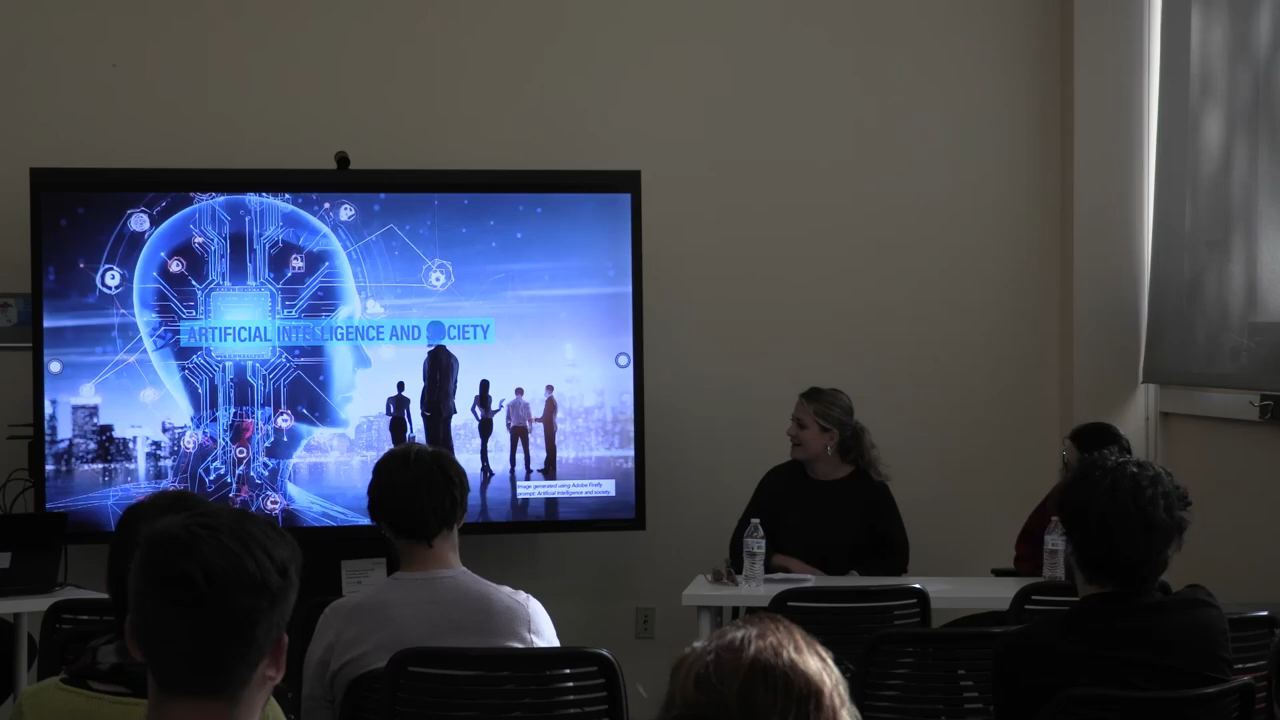 ARTIFICIAL INTELLIGENCE AND SOCIETY
Image generated using Adobe Firefly
prompt: Artificial Intelligence and society.